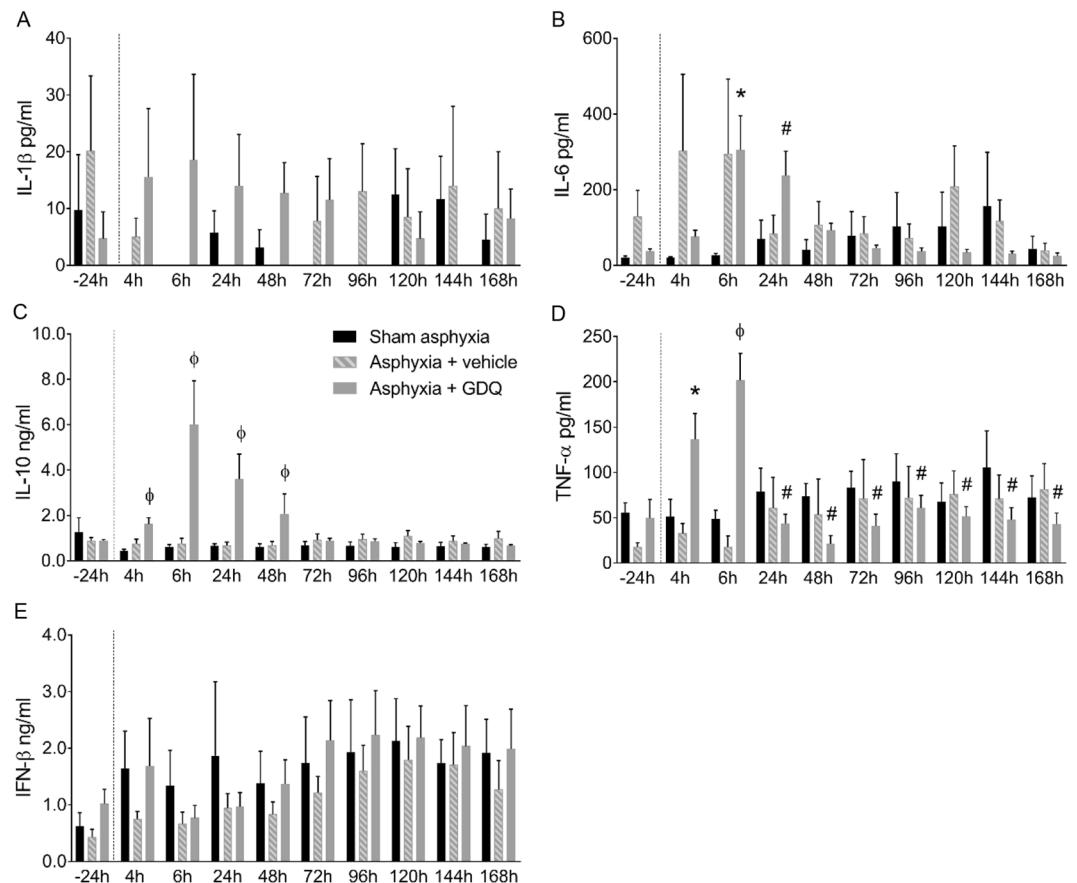 A
IL-1β pg/ml
40
30
20
10
0
-24h 4h 6h 24h 48h 72h 96h 120h 144h 168h
B
IL-6 pg/ml
600
400
200
0
*
#
-24h 4h 6h 24h 48h 72h 96h 120h 144h 168h
C
IL-10 ng/ml
10.0
8.0
6.0
4.0
2.0
0.0
ϕ
ϕ
ϕ
ϕ
Sham asphyxia
Asphyxia + vehicle
Asphyxia + GDQ
-24h 4h 6h 24h 48h 72h 96h 120h 144h 168h
D
TNF-α pg/ml
250
200
150
100
50
0
*
ϕ
# # # # # # #
-24h 4h 6h 24h 48h 72h 96h 120h 144h 168h
E
IFN-β ng/ml
4.0
3.0
2.0
1.0
0.0
-24h 4h 6h 24h 48h 72h 96h 120h 144h 168h